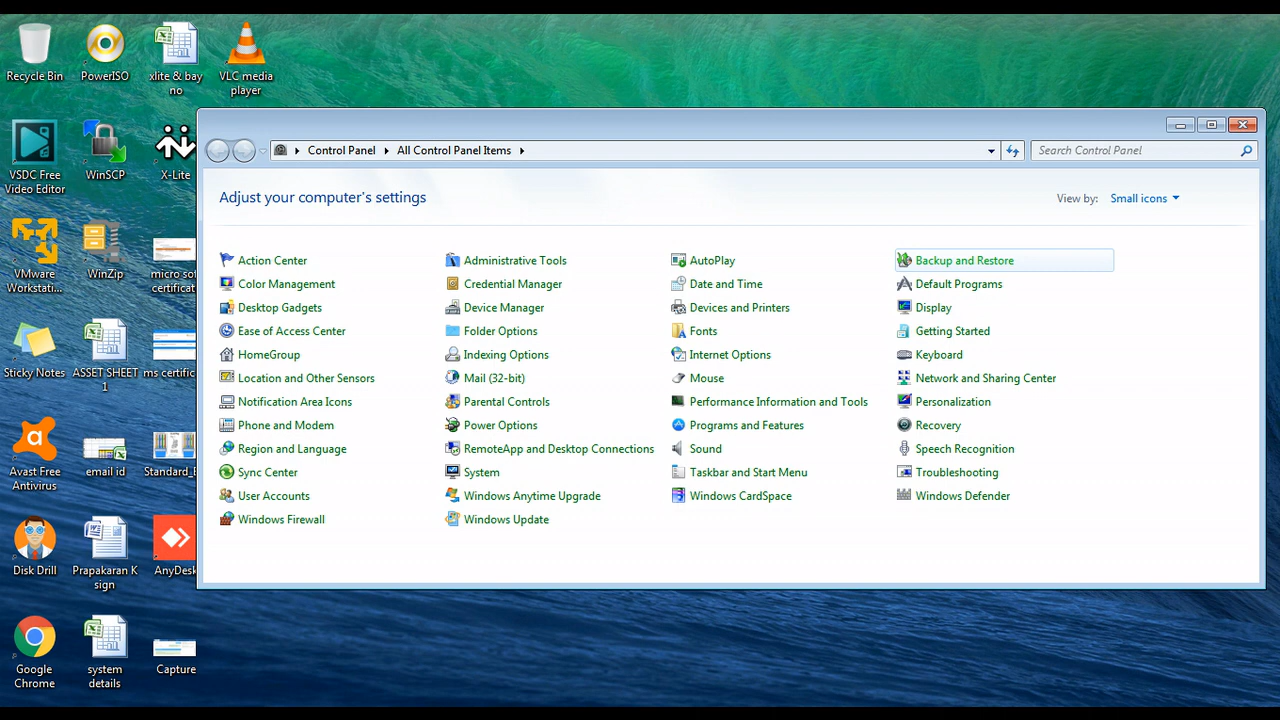 Recycle Bin
PowerISO
xlite & bay
no
VLC media
player
VSDC Free
Video Editor
WinSCP
X-Lite
VMware
Workstati...
WinZip
micro sof
certificat
Sticky Notes
ASSET SHEET
1
ms certific
Avast Free
Antivirus
email id
Standard_E
Disk Drill
Prapakaran K
sign
AnyDesk
Google
Chrome
system
details
Capture
Control Panel
All Control Panel Items
Search Control Panel
Adjust your computer's settings
View by: Small icons
Action Center
Administrative Tools
AutoPlay
Backup and Restore
Color Management
Credential Manager
Date and Time
Default Programs
Desktop Gadgets
Device Manager
Devices and Printers
Display
Ease of Access Center
Folder Options
Fonts
Getting Started
HomeGroup
Indexing Options
Internet Options
Keyboard
Location and Other Sensors
Mail (32-bit)
Mouse
Network and Sharing Center
Notification Area Icons
Parental Controls
Performance Information and Tools
Personalization
Phone and Modem
Power Options
Programs and Features
Recovery
Region and Language
RemoteApp and Desktop Connections
Sound
Speech Recognition
Sync Center
System
Taskbar and Start Menu
Troubleshooting
User Accounts
Windows Anytime Upgrade
Windows CardSpace
Windows Defender
Windows Firewall
Windows Update